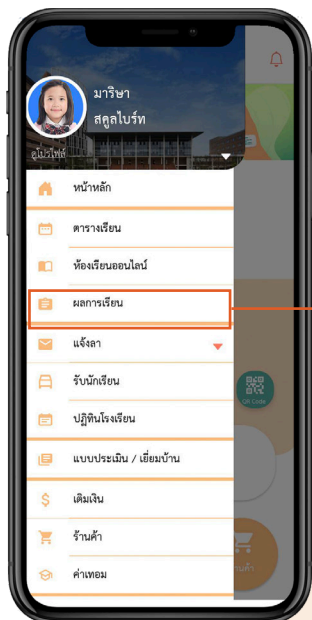 มาริษา
สคูลไบร์ท
ดูโปรไฟล์
หน้าหลัก
ตารางเรียน
ห้องเรียนออนไลน์
ผลการเรียน
แจ้งลา
รับนักเรียน
ปฏิทินโรงเรียน
QR Code
แบบประเมิน / เยี่ยมบ้าน
เติมเงิน
ร้านค้า
ค่าเทอม